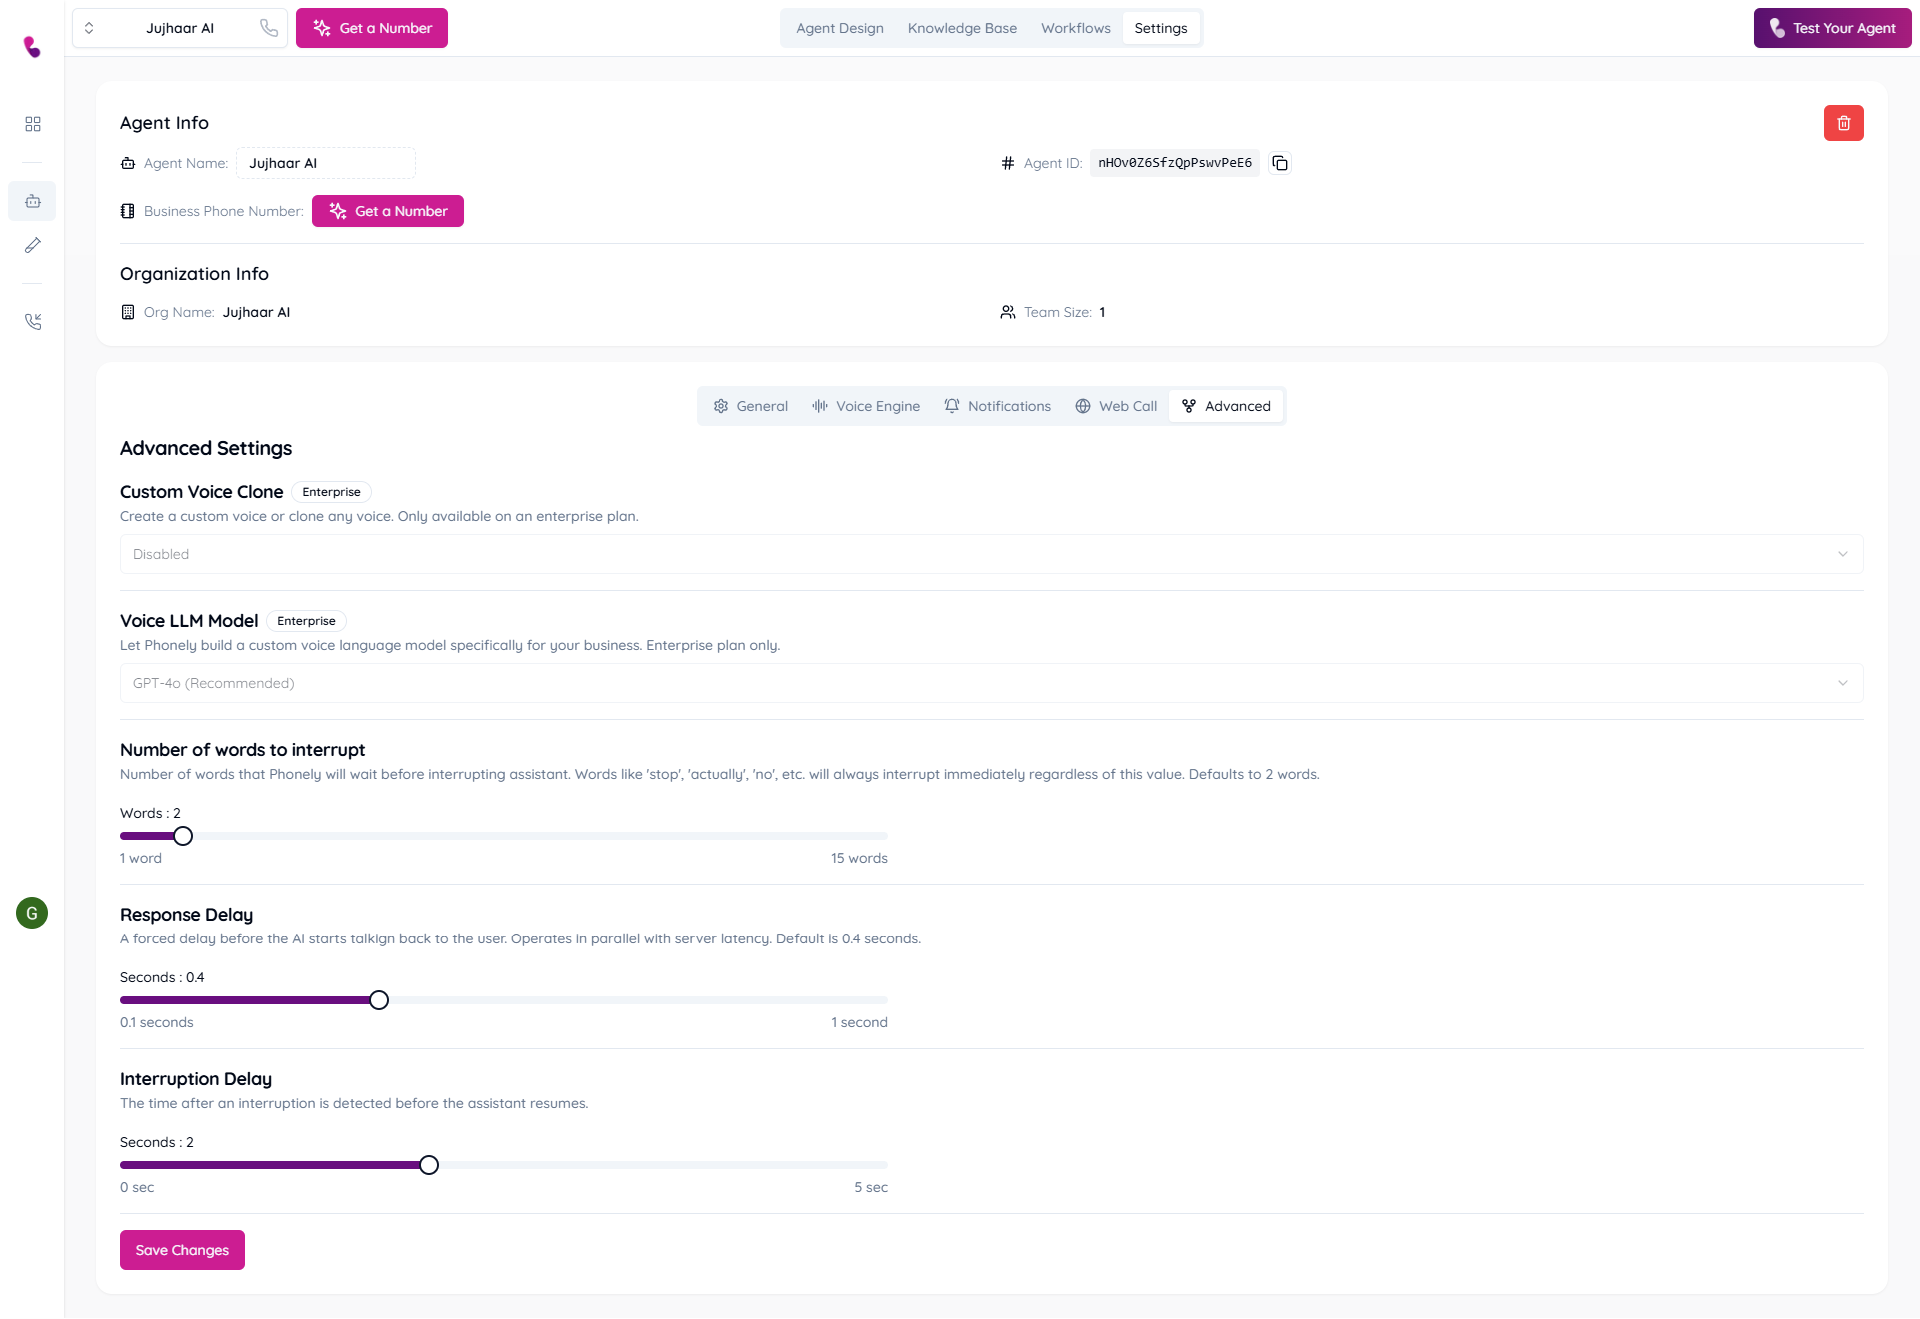 Jujhaar AI
Get a Number
Agent Design
Knowledge Base
Workflows
Settings
Test Your Agent
Agent Info
Agent Name:
Jujhaar AI
Agent ID:
nHOv0Z6SfzQpPswvPeE6
Business Phone Number:
Get a Number
Organization Info
Org Name: Jujhaar AI
Team Size: 1
General
Voice Engine
Notifications
Web Call
Advanced
Advanced Settings
Custom Voice Clone
Enterprise
Create a custom voice or clone any voice. Only available on an enterprise plan.
Disabled
Voice LLM Model
Enterprise
Let Phonely build a custom voice language model specifically for your business. Enterprise plan only.
GPT-4o (Recommended)
Number of words to interrupt
Number of words that Phonely will wait before interrupting assistant. Words like 'stop', 'actually', 'no', etc. will always interrupt immediately regardless of this value. Defaults to 2 words.
Words : 2
1 word
15 words
Response Delay
A forced delay before the AI starts talkign back to the user. Operates in parallel with server latency. Default is 0.4 seconds.
Seconds : 0.4
0.1 seconds
1 second
Interruption Delay
The time after an interruption is detected before the assistant resumes.
Seconds : 2
0 sec
5 sec
G
Save Changes